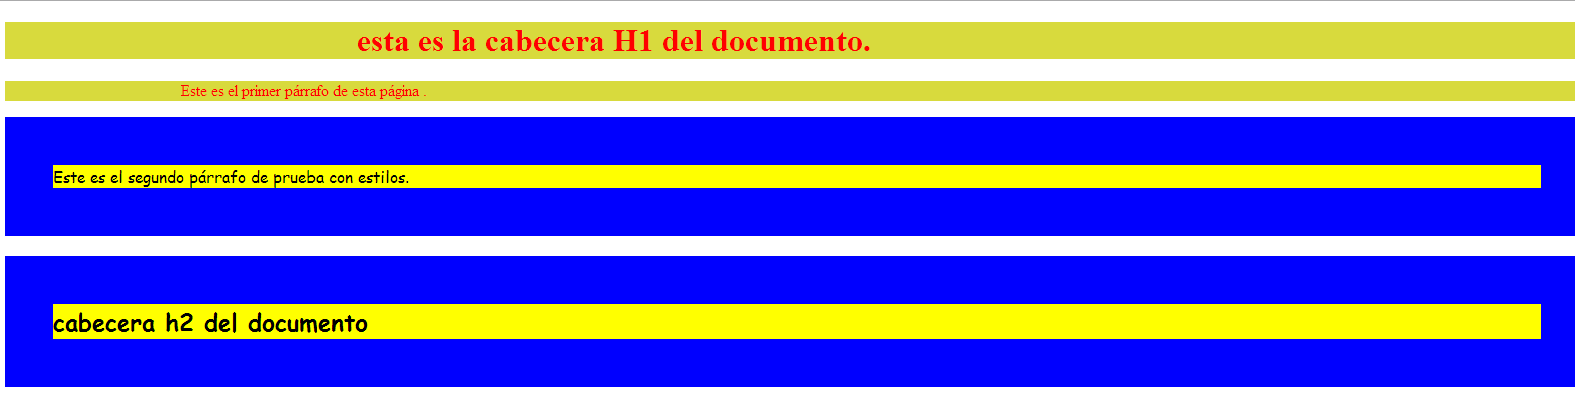 esta es la cabecera H1 del documento.
Este es el primer párrafo de esta página .
Este es el segundo párrafo de prueba con estilos.
cabecera h2 del documento